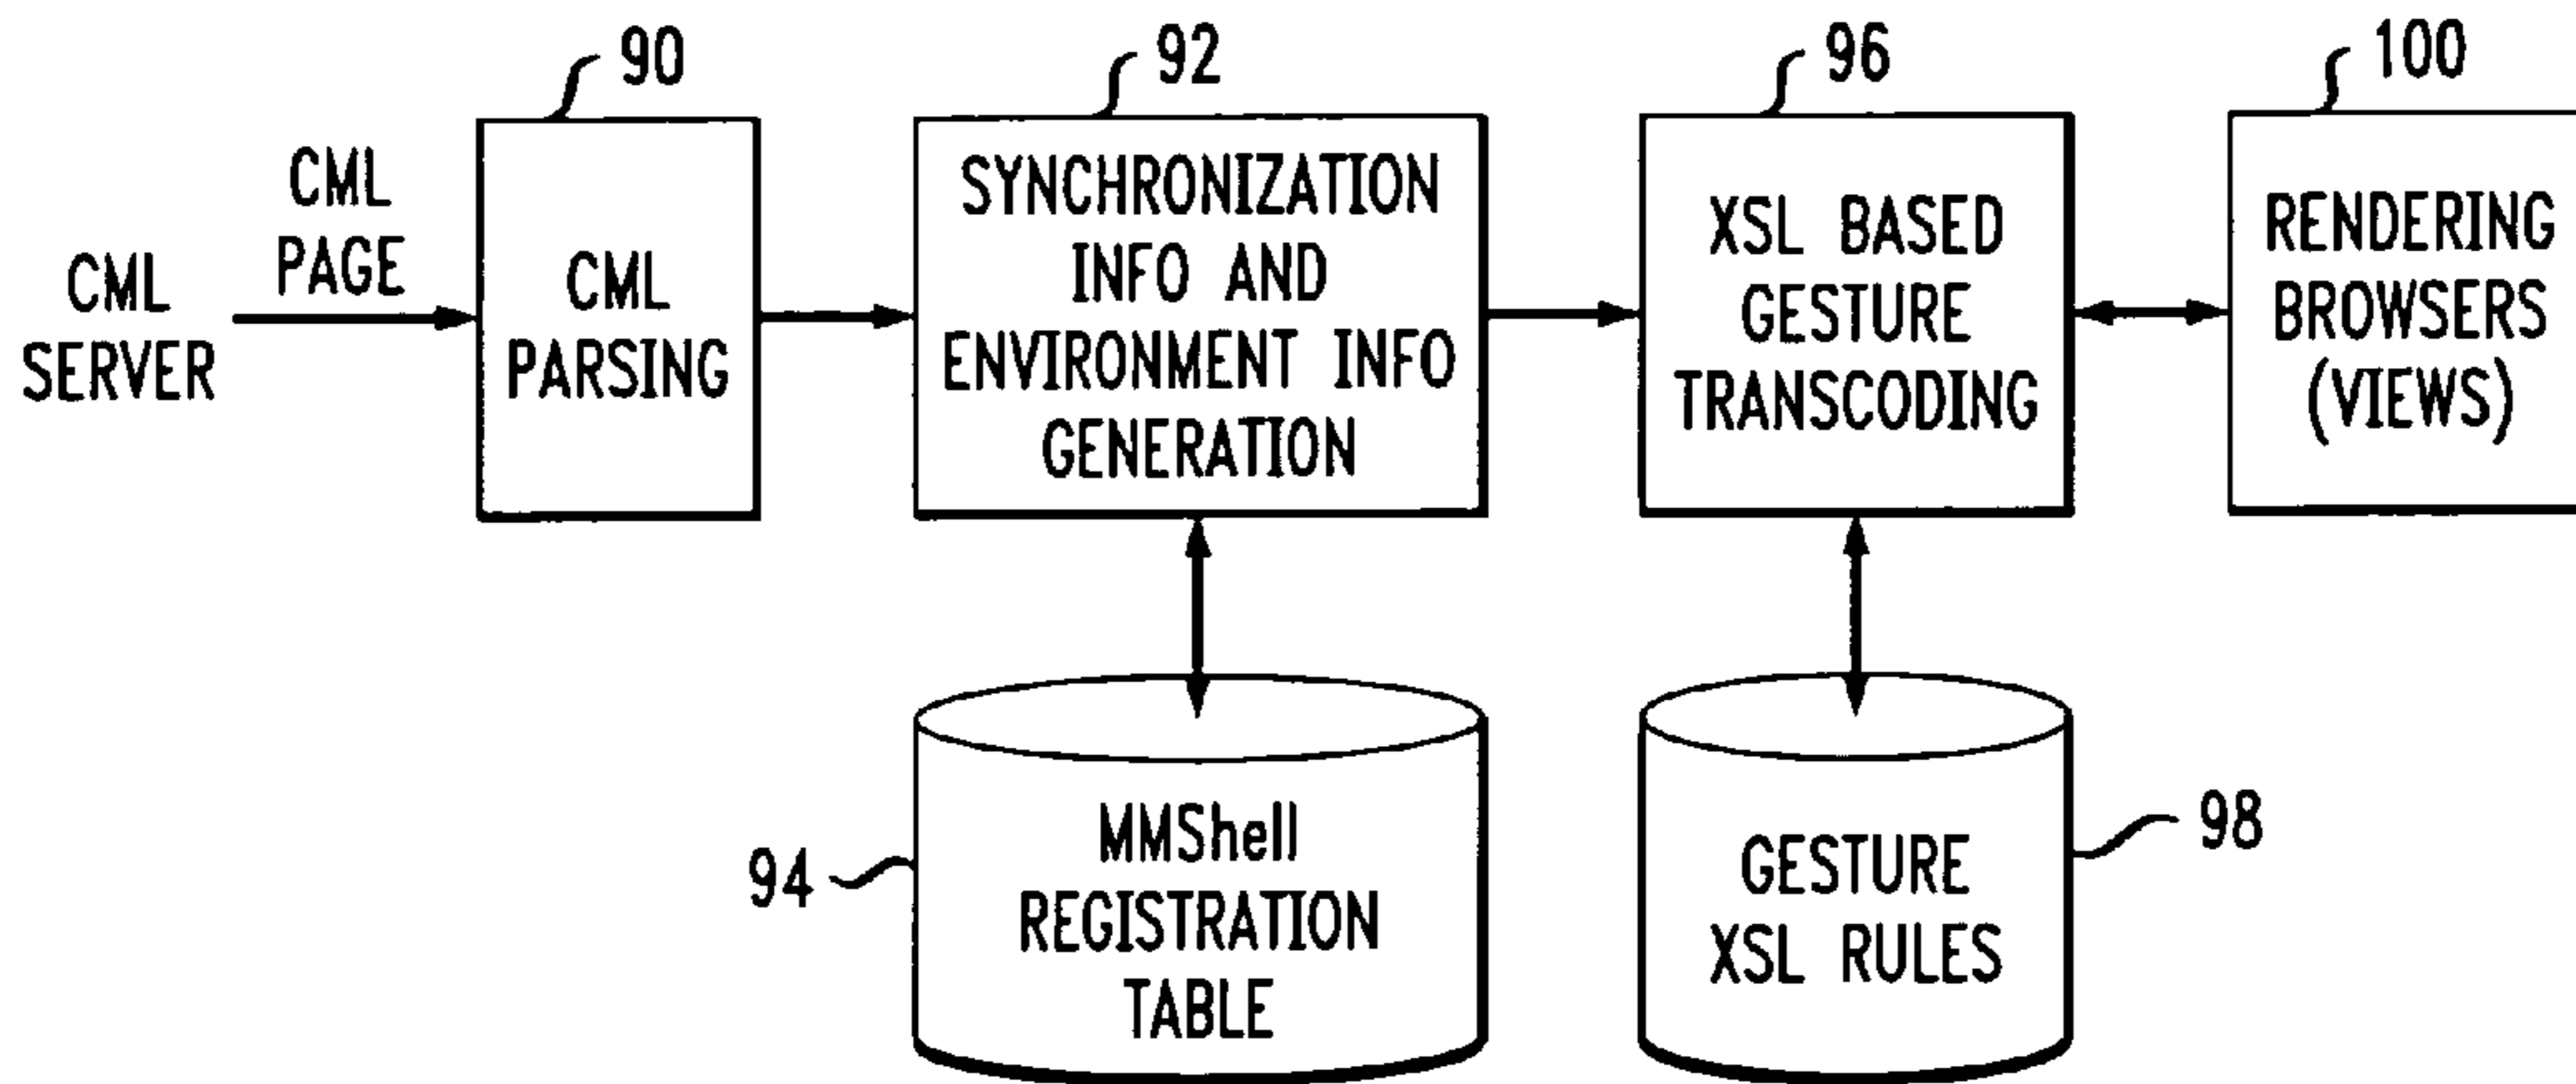 90
92
96
100
CML
PAGE
CML
SERVER
CML
PARSING
SYNCHRONIZATION
INFO AND
ENVIRONMENT INFO
GENERATION
XSL BASED
GESTURE
TRANSCODING
RENDERING
BROWSERS
(VIEWS)
94
MMShell
REGISTRATION
TABLE
GESTURE
XSL RULES
98